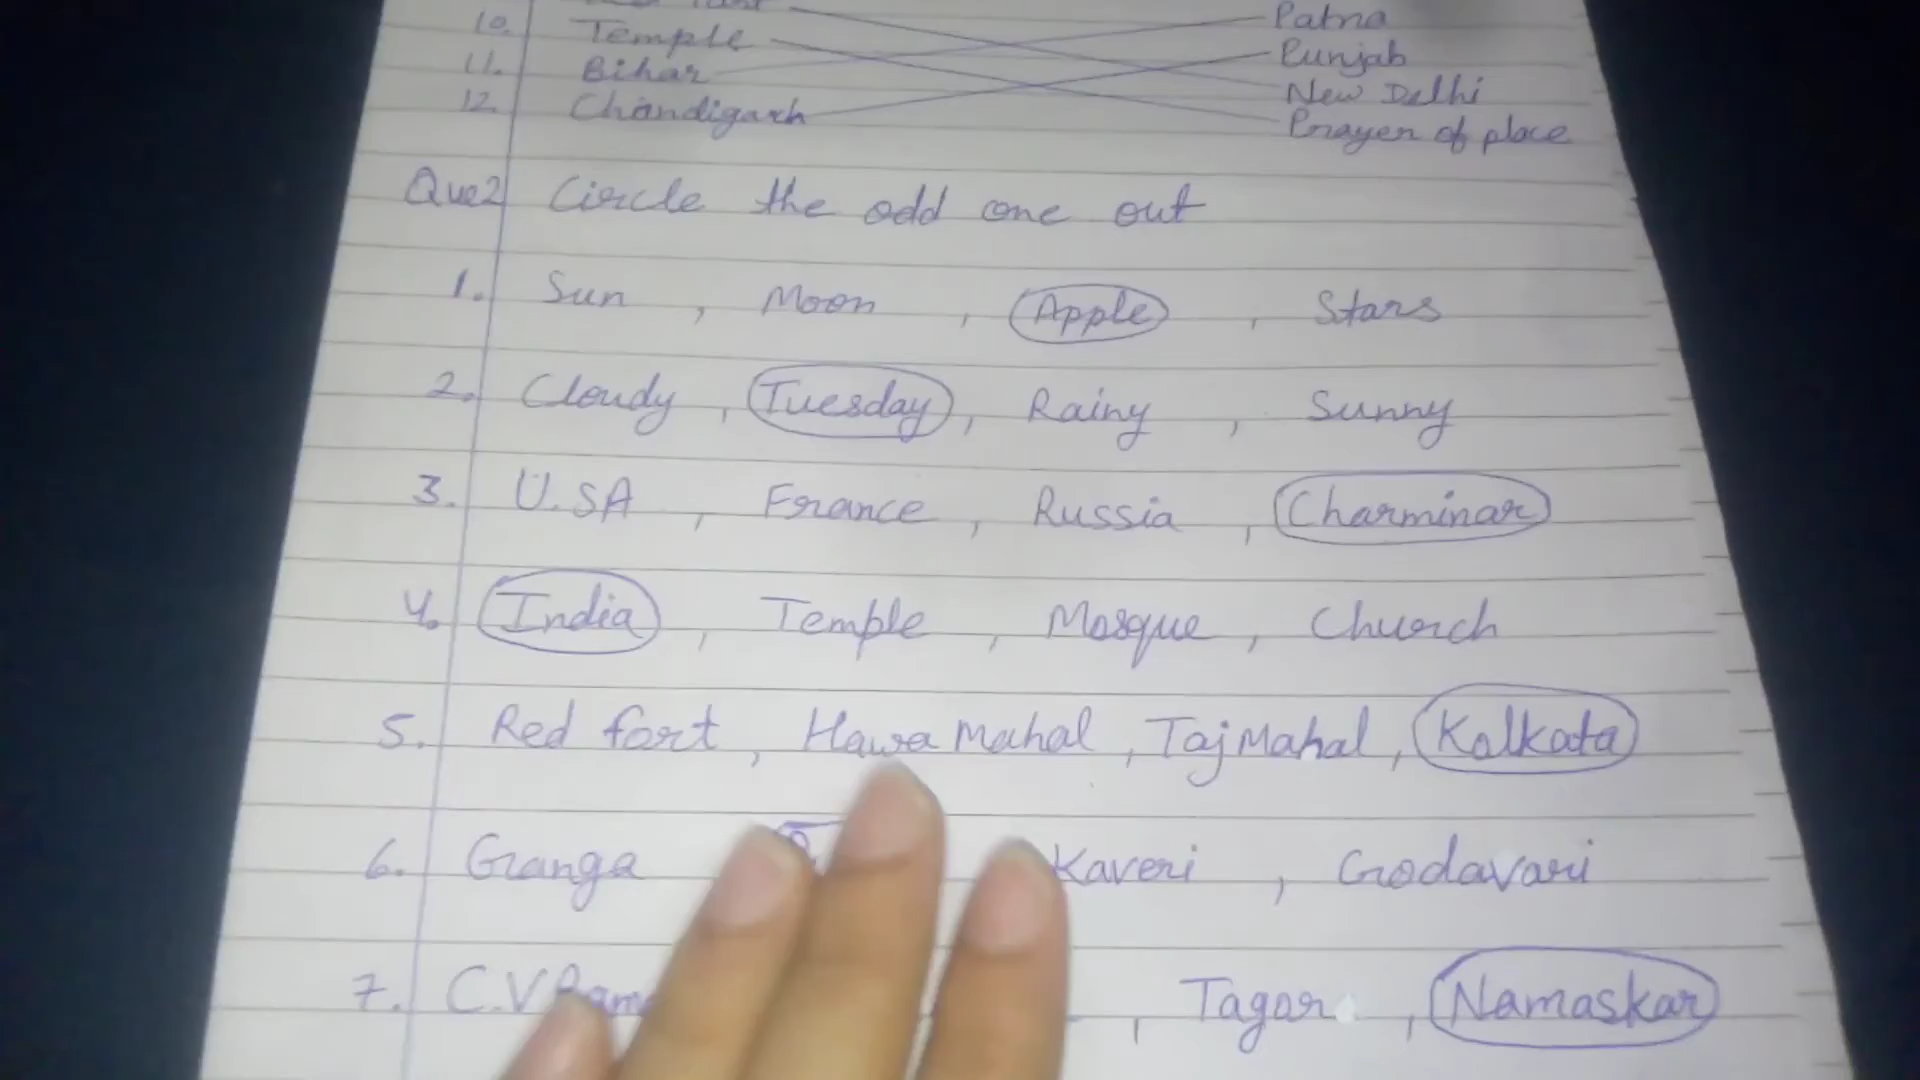 10. Temple Patna
11. Bihar Punjab
12. Chandigarh New Delhi
Prayer of place
Que2 Circle the odd one out
1. Sun , Moon , Apple , Stars
2. Cloudy , Tuesday , Rainy , Sunny
3. U.SA , France , Russia , Charminar
4. India , Temple , Mosque , Church
5. Red fort , Hawa Mahal , Taj Mahal , Kolkata
6. Ganga Kaveri , Godavari
7. C.V , Tagor , Namaskar